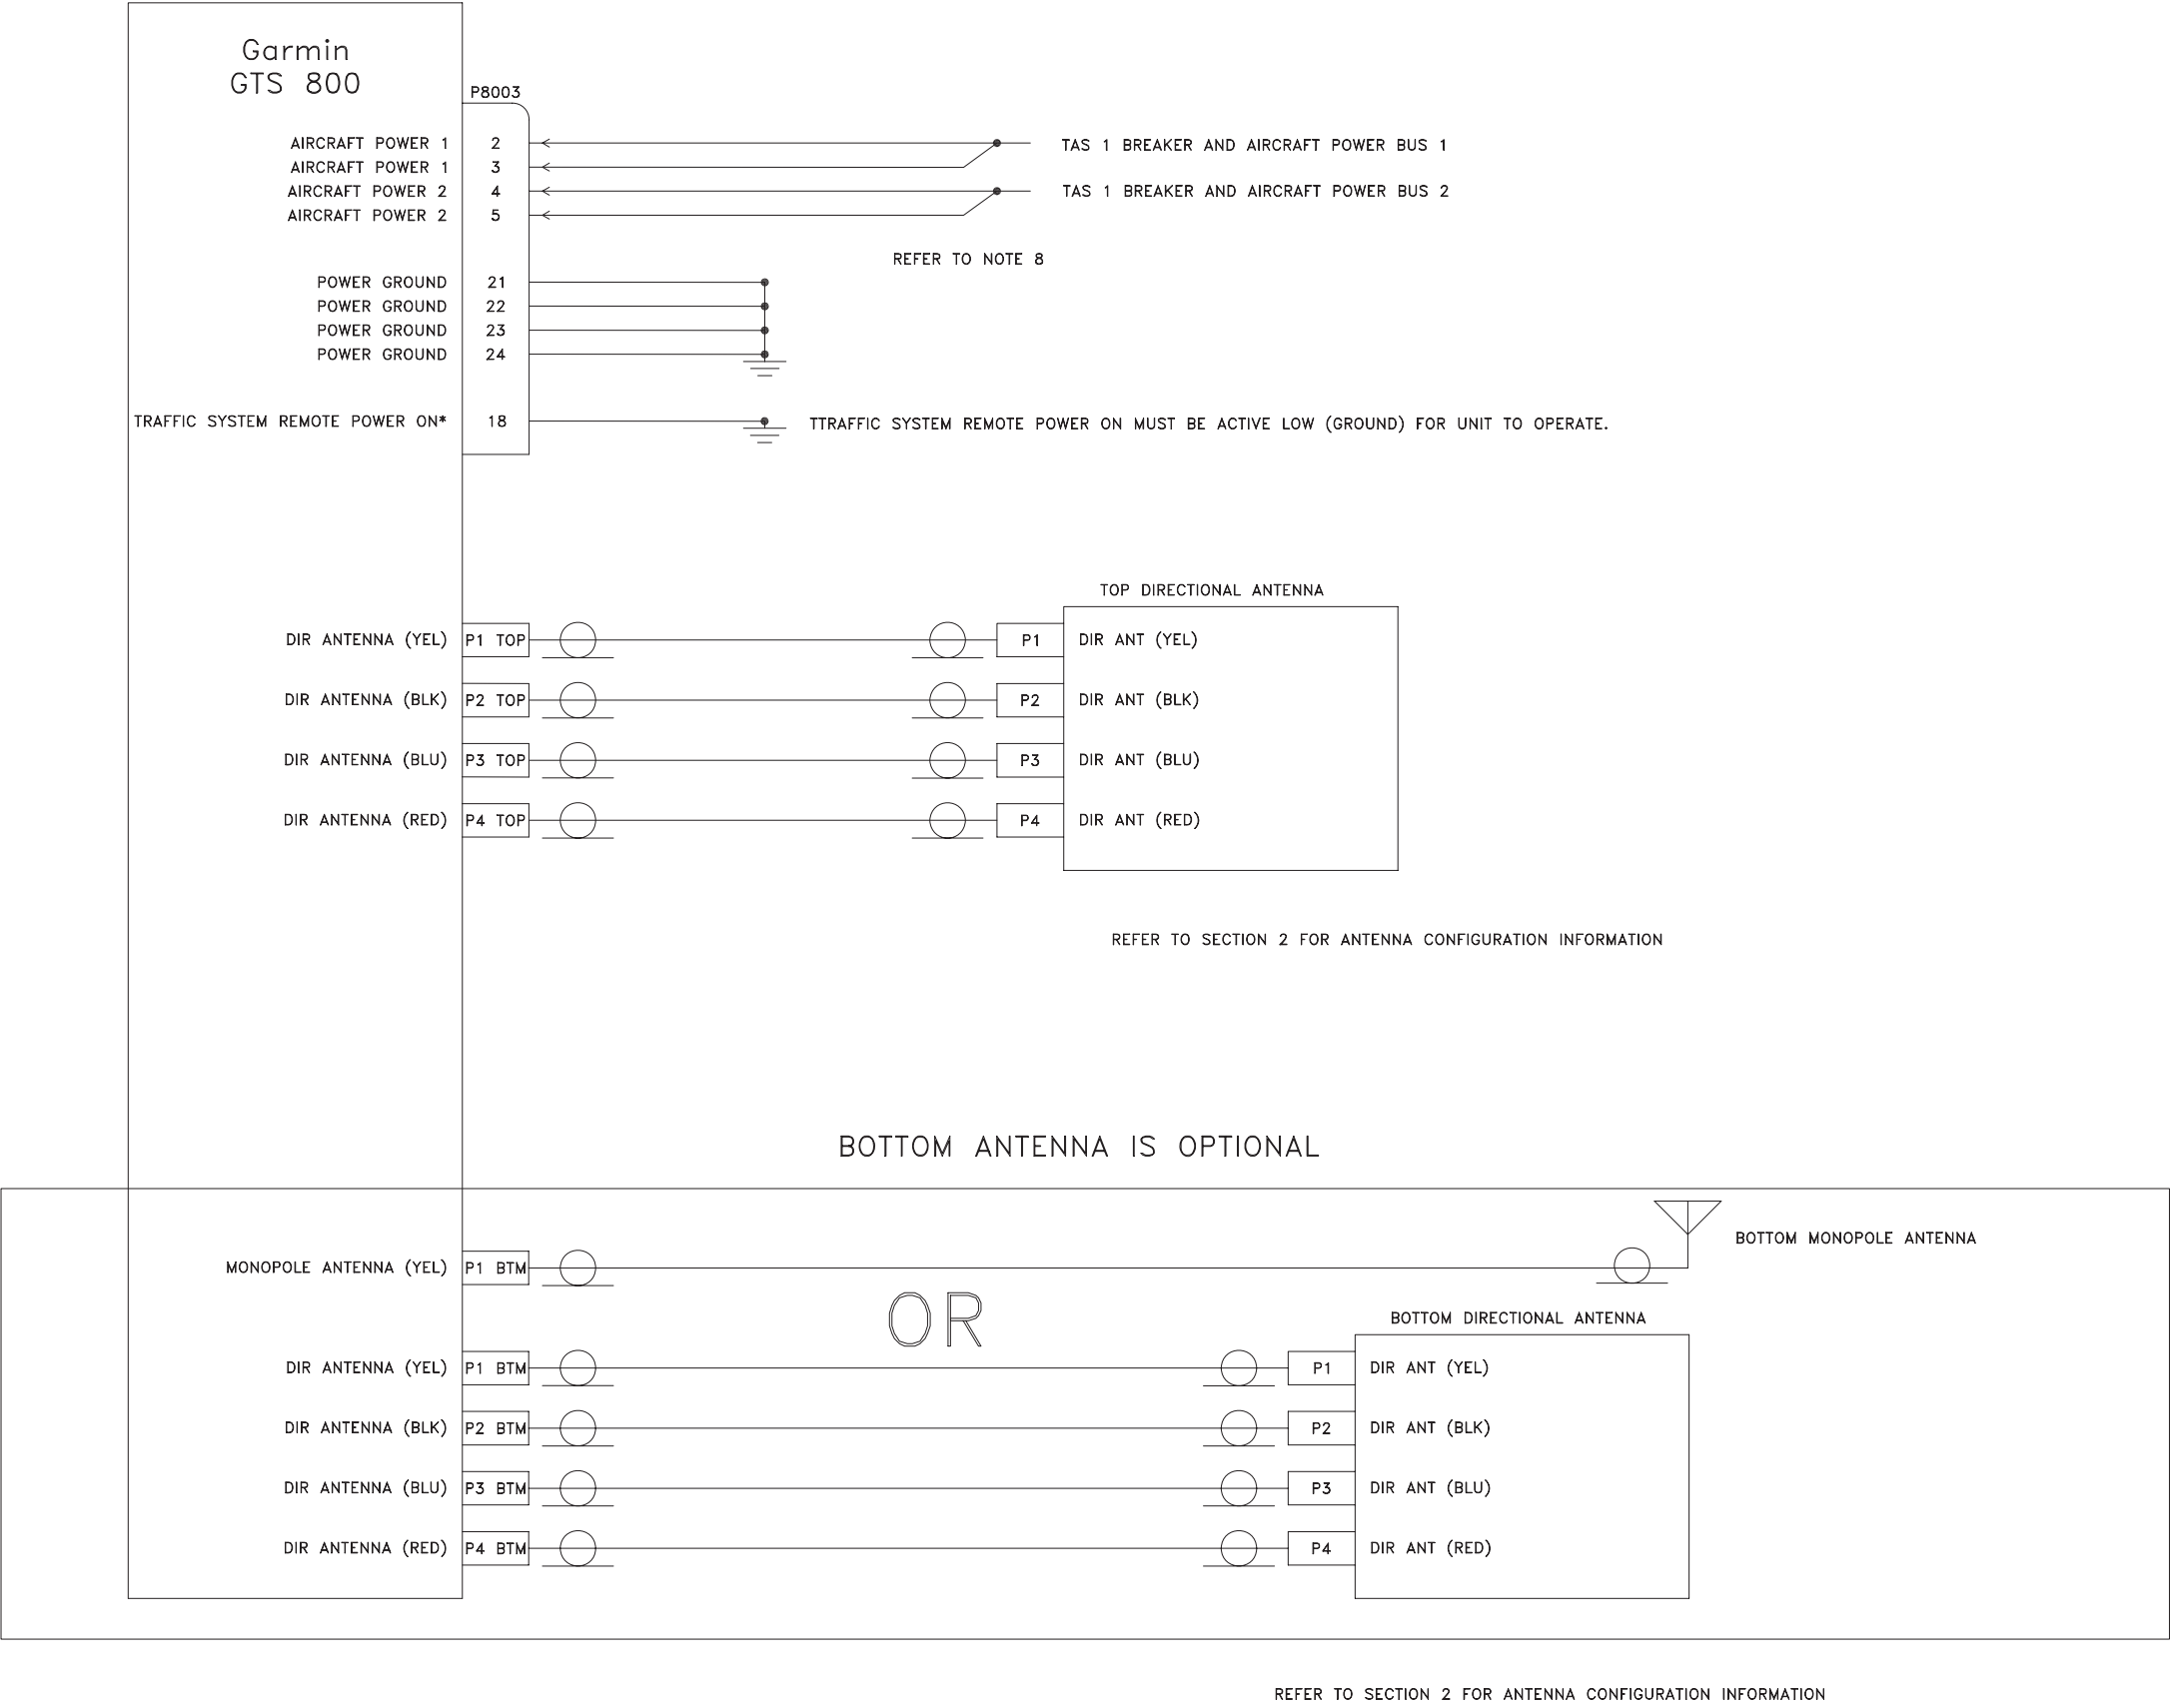 Garmin
GTS 800
P8003
AIRCRAFT POWER 1 2 TAS 1 BREAKER AND AIRCRAFT POWER BUS 1
AIRCRAFT POWER 1 3
AIRCRAFT POWER 2 4 TAS 1 BREAKER AND AIRCRAFT POWER BUS 2
AIRCRAFT POWER 2 5
REFER TO NOTE 8
POWER GROUND 21
POWER GROUND 22
POWER GROUND 23
POWER GROUND 24
TRAFFIC SYSTEM REMOTE POWER ON* 18 TTRAFFIC SYSTEM REMOTE POWER ON MUST BE ACTIVE LOW (GROUND) FOR UNIT TO OPERATE.
TOP DIRECTIONAL ANTENNA
DIR ANTENNA (YEL) P1 TOP P1 DIR ANT (YEL)
DIR ANTENNA (BLK) P2 TOP P2 DIR ANT (BLK)
DIR ANTENNA (BLU) P3 TOP P3 DIR ANT (BLU)
DIR ANTENNA (RED) P4 TOP P4 DIR ANT (RED)
REFER TO SECTION 2 FOR ANTENNA CONFIGURATION INFORMATION
BOTTOM ANTENNA IS OPTIONAL
BOTTOM MONOPOLE ANTENNA
MONOPOLE ANTENNA (YEL) P1 BTM
OR
BOTTOM DIRECTIONAL ANTENNA
DIR ANTENNA (YEL) P1 BTM P1 DIR ANT (YEL)
DIR ANTENNA (BLK) P2 BTM P2 DIR ANT (BLK)
DIR ANTENNA (BLU) P3 BTM P3 DIR ANT (BLU)
DIR ANTENNA (RED) P4 BTM P4 DIR ANT (RED)
REFER TO SECTION 2 FOR ANTENNA CONFIGURATION INFORMATION